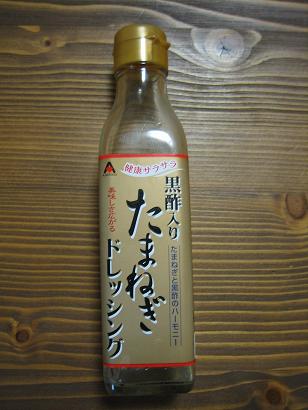 健康サラサラ
黒酢入り
たまねぎと黒酢のハーモニー
たまねぎ
ドレッシング